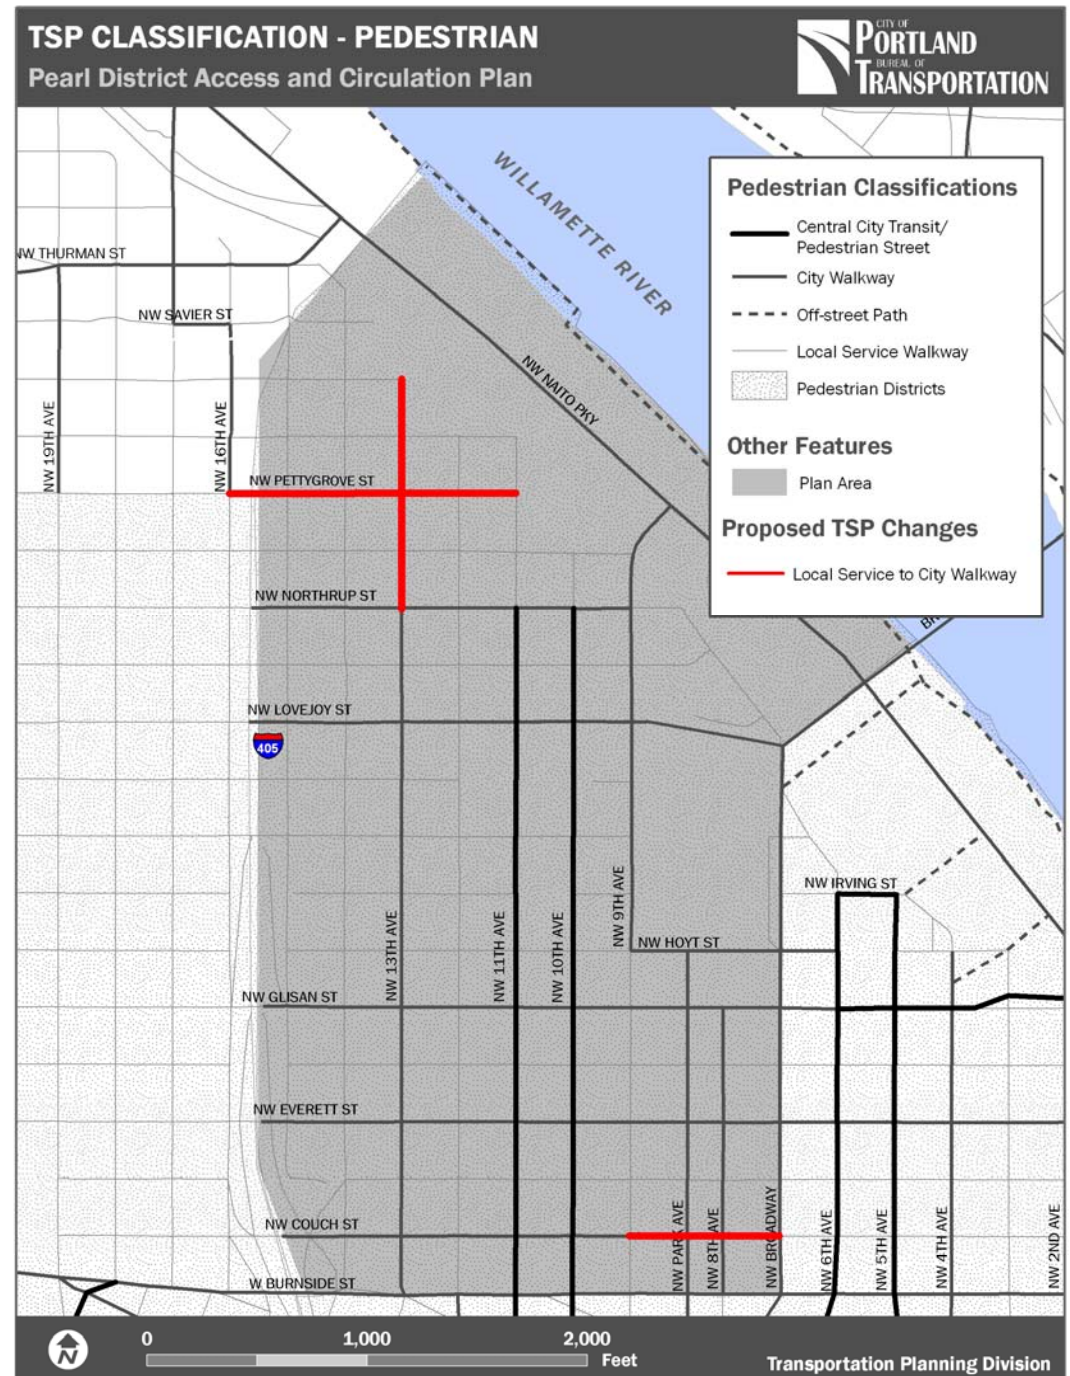 TSP CLASSIFICATION - PEDESTRIAN
Pearl District Access and Circulation Plan
CITY OF
PORTLAND
BUREAU OF
TRANSPORTATION
WILLAMETTE RIVER
Pedestrian Classifications
Central City Transit/
Pedestrian Street
City Walkway
Off-street Path
Local Service Walkway
Pedestrian Districts
Other Features
Plan Area
Proposed TSP Changes
Local Service to City Walkway
NW THURMAN ST
NW SAVIER ST
NW NAITO PKY
NW 19TH AVE
NW 16TH AVE
NW PETTYGROVE ST
NW NORTHRUP ST
NW LOVEJOY ST
405
NW IRVING ST
NW 13TH AVE
NW 11TH AVE
NW 10TH AVE
NW 9TH AVE
NW HOYT ST
NW GLISAN ST
NW EVERETT ST
NW COUCH ST
NW PARK AVE
NW 8TH AVE
NW BROADWAY
NW 6TH AVE
NW 5TH AVE
NW 4TH AVE
NW 2ND AVE
W BURNSIDE ST
N
0
1,000
2,000
Feet
Transportation Planning Division